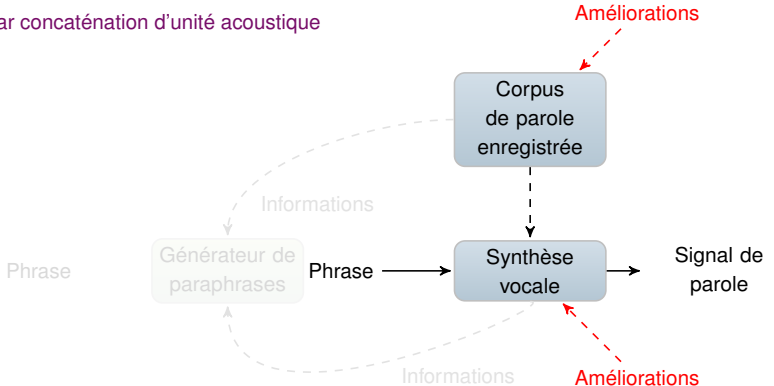 Améliorations
ar concaténation d'unité acoustique
Corpus
de parole
enregistrée
Informations
Phrase
Générateur de
paraphrases
Phrase
Synthèse
vocale
Signal de
parole
Informations
Améliorations